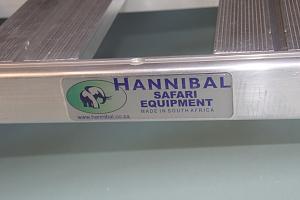 HANNIBAL
SAFARI
EQUIPMENT
MADE IN SOUTH AFRICA
www.hannibal.co.za